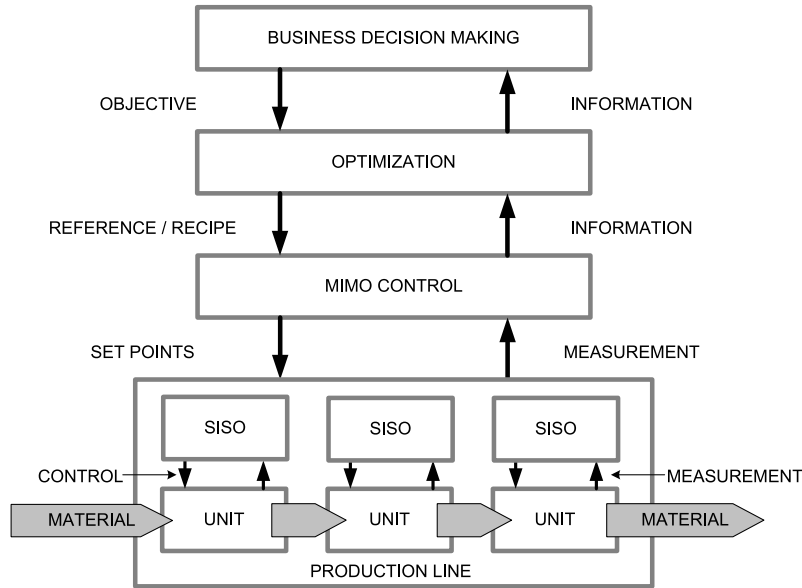 BUSINESS DECISION MAKING
OBJECTIVE
INFORMATION
OPTIMIZATION
REFERENCE / RECIPE
INFORMATION
MIMO CONTROL
SET POINTS
MEASUREMENT
SISO
SISO
SISO
CONTROL
MEASUREMENT
MATERIAL
UNIT
UNIT
UNIT
MATERIAL
PRODUCTION LINE